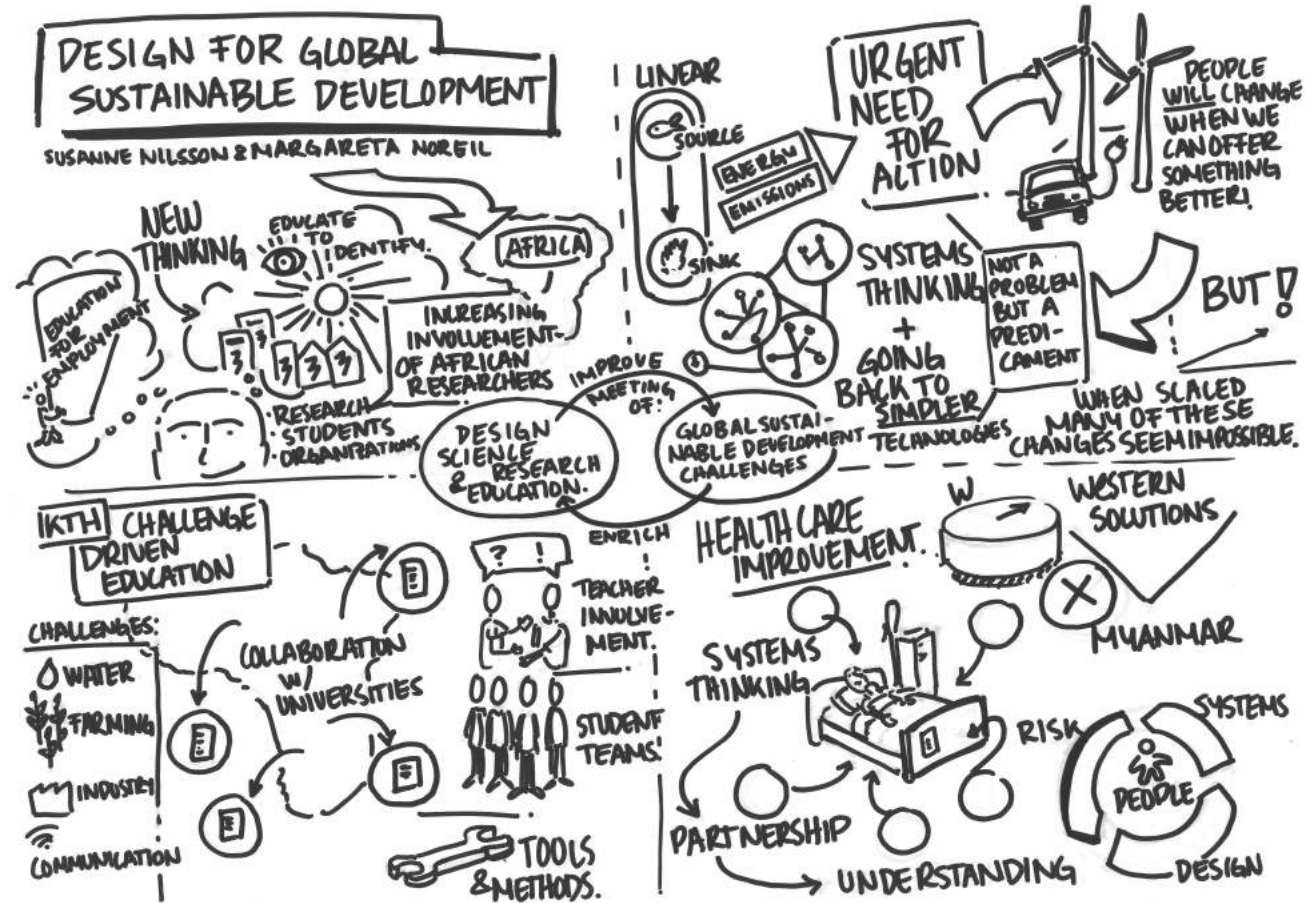 DESIGN FOR GLOBAL
SUSTAINABLE DEVELOPMENT
SUSANNE NILSSON & MARGARETA NOREIL
NEW
THINKING
EDUCATE
TO
IDENTIFY.
AFRICA
EDUCATION
FOR
EMPLOYMENT
INCREASING
INVOLVEMENT
OF AFRICAN
RESEARCHERS
· RESEARCH
· STUDENTS
· ORGANIZATIONS
LINEAR
SOURCE
SINK
ENERGY
EMISSIONS
URGENT
NEED
FOR
ACTION
PEOPLE
WILL CHANGE
WHEN WE
CAN OFFER
SOMETHING
BETTER!
SYSTEMS
THINKING
+
GOING
BACK TO
SIMPLER
TECHNOLOGIES
NOT A
PROBLEM
BUT A
PREDI-
CAMENT
BUT!
WHEN SCALED
MANY OF THESE
CHANGES SEEM IMPOSSIBLE.
IMPROVE
MEETING
OF:
DESIGN
SCIENCE
RESEARCH
& EDUCATION.
GLOBAL SUSTAI-
NABLE DEVELOPMENT
CHALLENGES
ENRICH
KTH
CHALLENGE
DRIVEN
EDUCATION
CHALLENGES:
WATER
FARMING
INDUSTRY
COMMUNICATION
COLLABORATION
W/
UNIVERSITIES
? !
TEACHER
INVOLVE-
MENT.
STUDENT
TEAMS.
TOOLS
& METHODS.
HEALTH CARE
IMPROVEMENT.
W
WESTERN
SOLUTIONS
MYANMAR
SYSTEMS
THINKING
PARTNERSHIP
UNDERSTANDING
RISK
SYSTEMS
PEOPLE
DESIGN